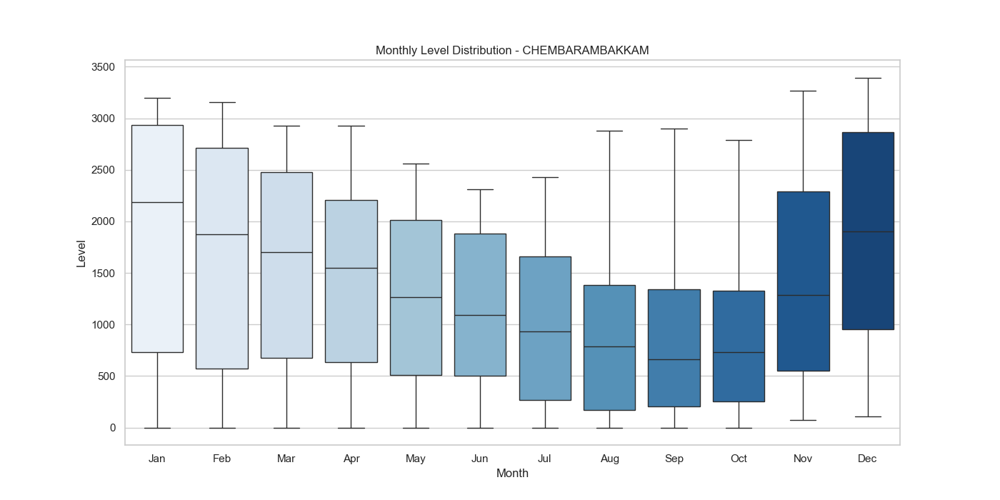 Monthly Level Distribution - CHEMBARAMBAKKAM
3500
3000
2500
2000
1500
1000
500
0
Level
Jan Feb Mar Apr May Jun Jul Aug Sep Oct Nov Dec
Month